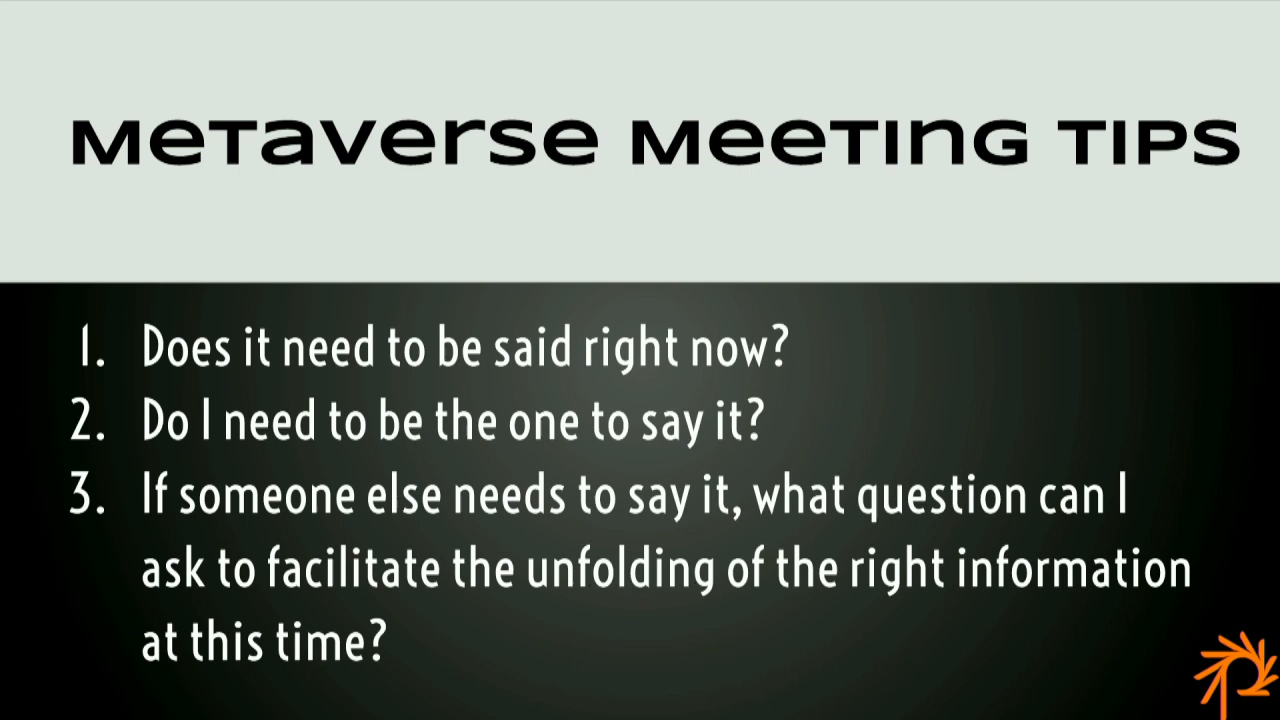 Metaverse Meeting Tips
1. Does it need to be said right now?
2. Do I need to be the one to say it?
3. If someone else needs to say it, what question can I
ask to facilitate the unfolding of the right information
at this time?